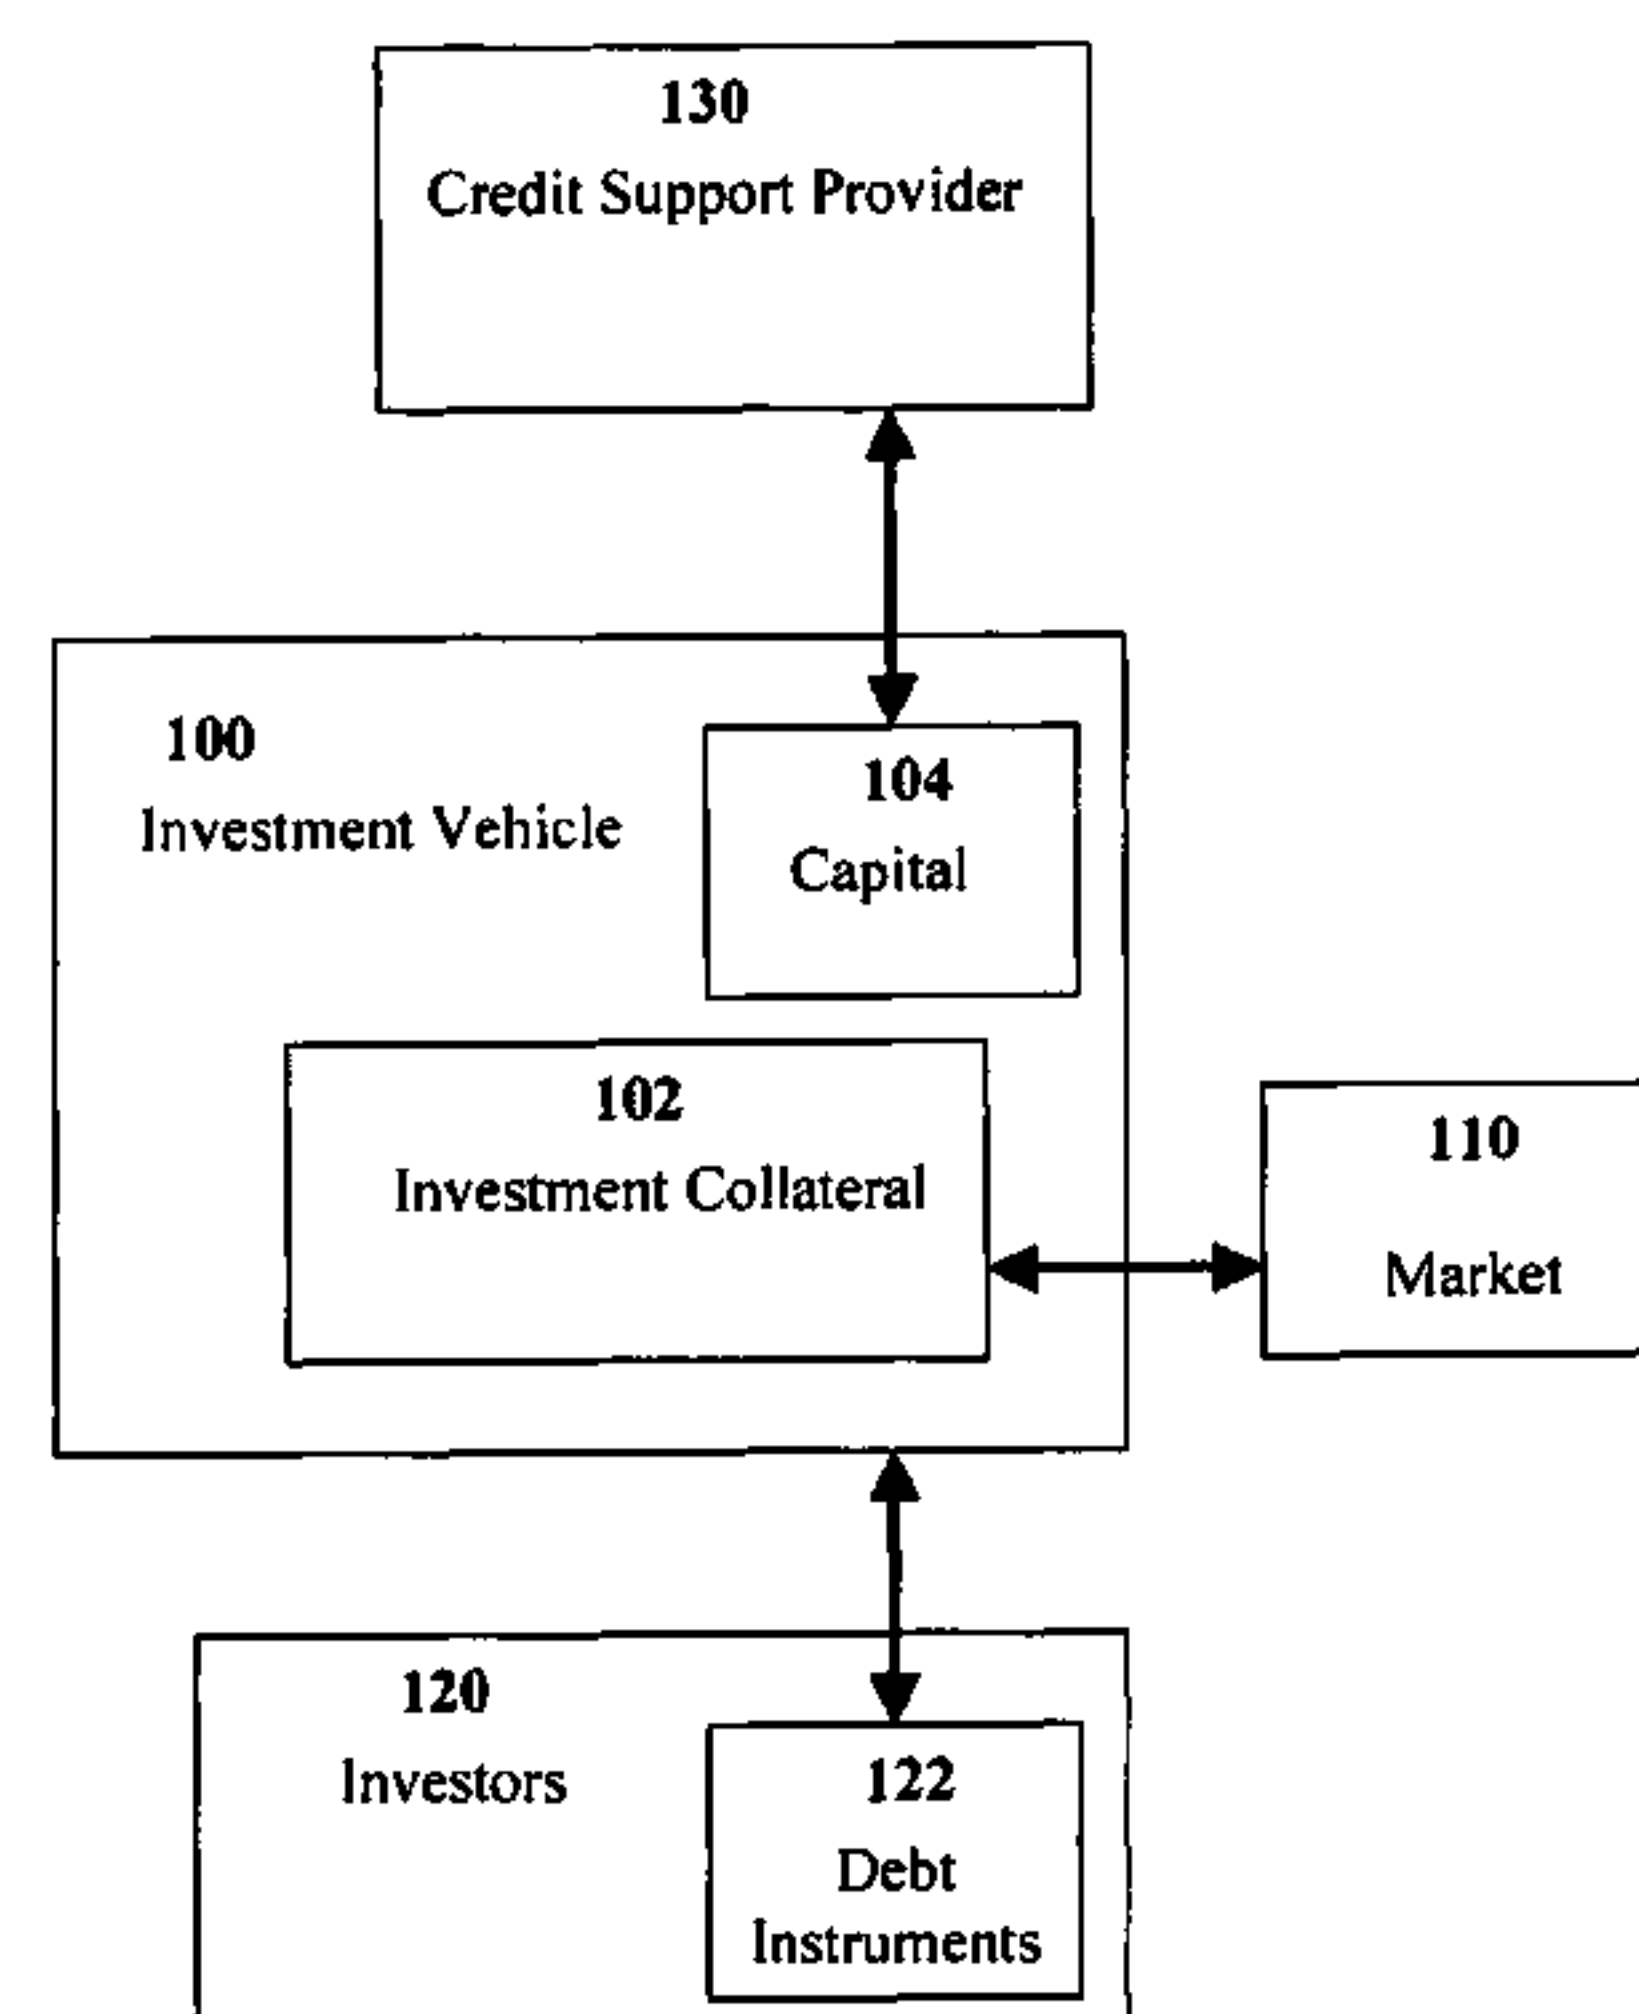 130
Credit Support Provider
100
Investment Vehicle
104
Capital
102
Investment Collateral
110
Market
120
Investors
122
Debt
Instruments